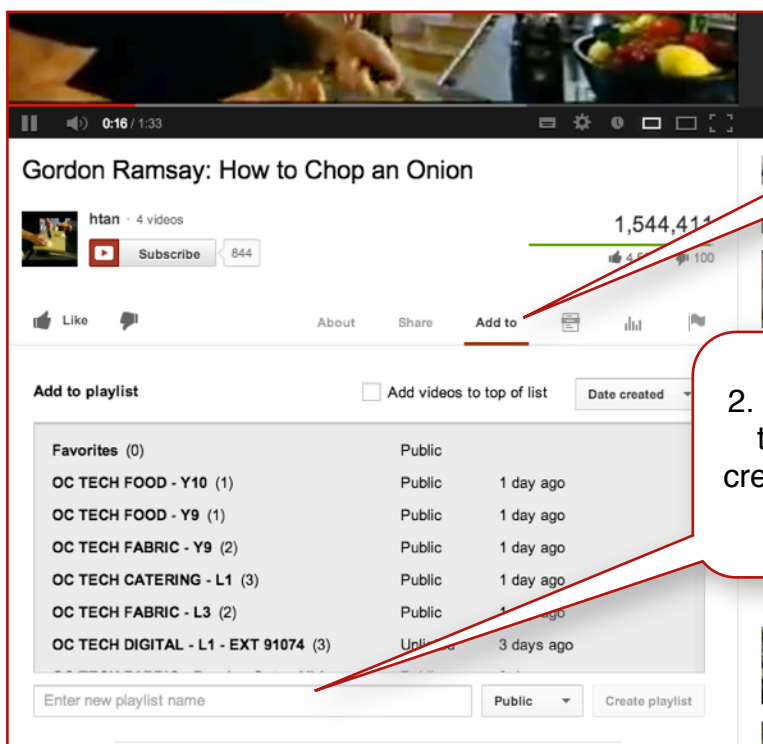 0:16 / 1:33
Gordon Ramsay: How to Chop an Onion
htan · 4 videos
Subscribe 844
1,544,411
100
Like About Share Add to
Add to playlist Add videos to top of list Date created
Favorites (0) Public
OC TECH FOOD - Y10 (1) Public 1 day ago
OC TECH FOOD - Y9 (1) Public 1 day ago
OC TECH FABRIC - Y9 (2) Public 1 day ago
OC TECH CATERING - L1 (3) Public 1 day ago
OC TECH FABRIC - L3 (2) Public ago
OC TECH DIGITAL - L1 - EXT 91074 (3) 3 days ago
Enter new playlist name Public Create playlist
2.